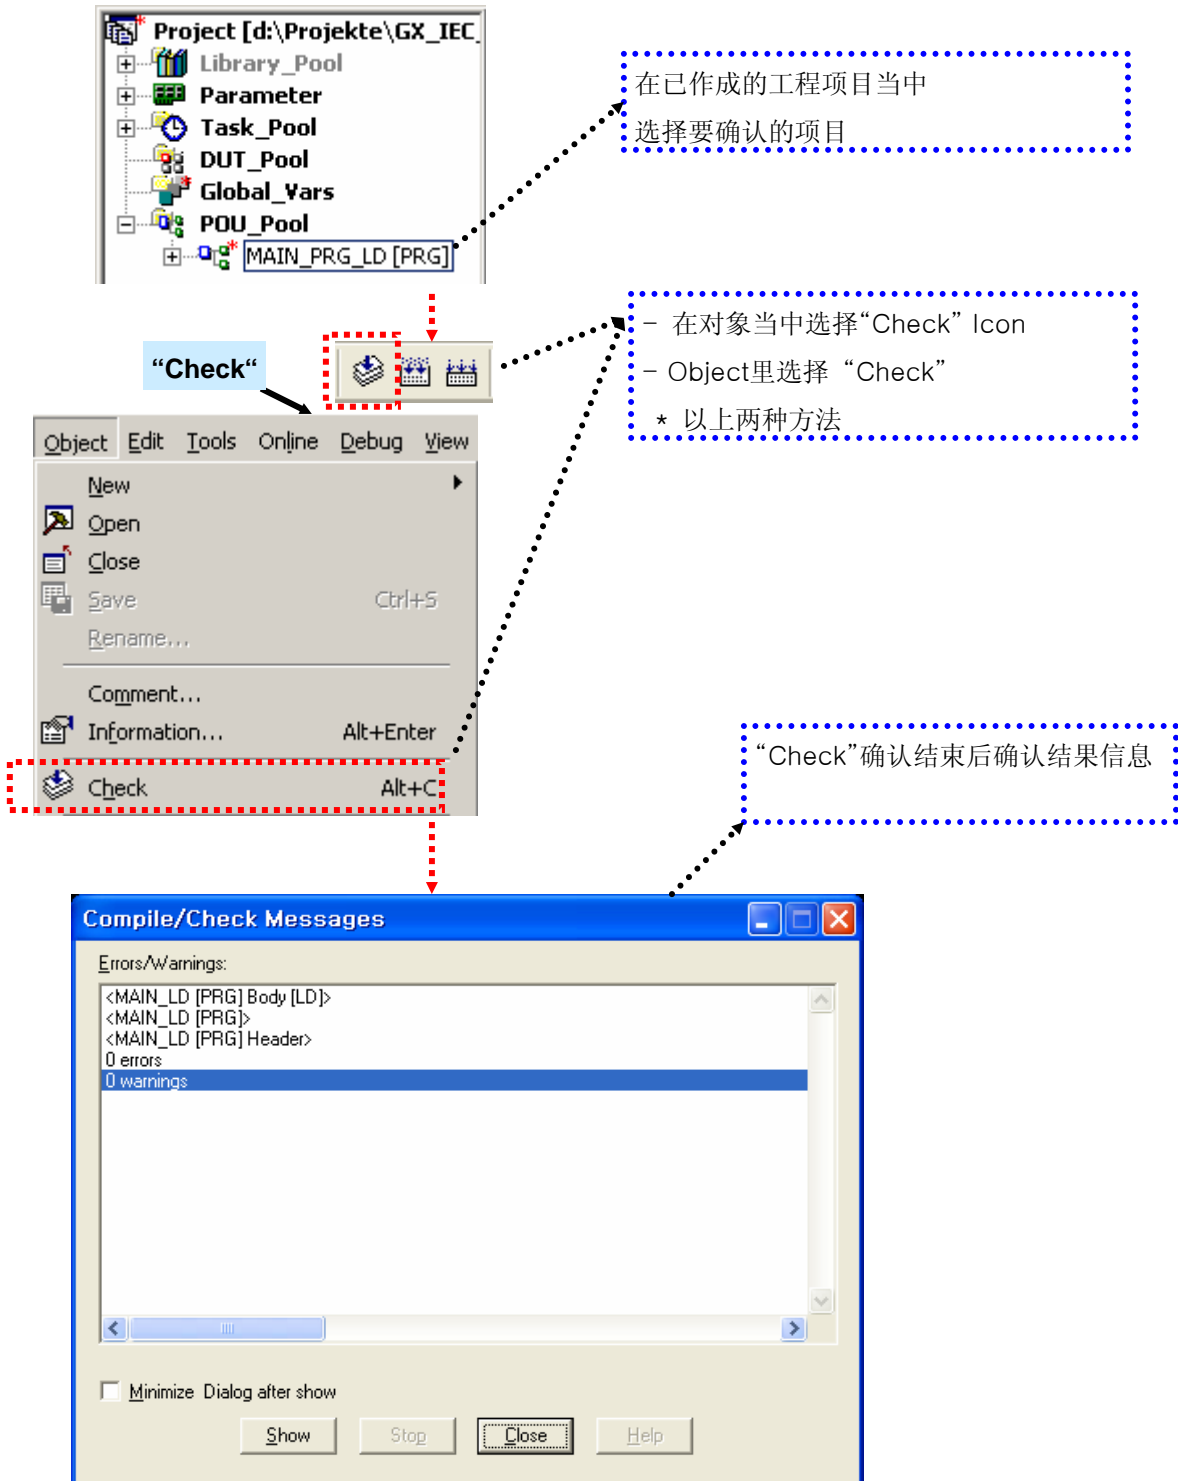 Project [d:\Projekte\GX_IEC_
Library_Pool
Parameter
Task_Pool
DUT_Pool
Global_Vars
POU_Pool
MAIN_PRG_LD [PRG]
在已作成的工程项目当中
选择要确认的项目
“Check“
- 在对象当中选择“Check” Icon
- Object里选择 “Check”
* 以上两种方法
Object Edit Tools Online Debug View
New
Open
Close
Save Ctrl+S
Rename...
Comment...
Information... Alt+Enter
Check Alt+C
“Check”确认结束后确认结果信息
Compile/Check Messages
Errors/Warnings:
<MAIN_LD [PRG] Body [LD]>
<MAIN_LD [PRG]>
<MAIN_LD [PRG] Header>
0 errors
0 warnings
Minimize Dialog after show
Show Stop Close Help